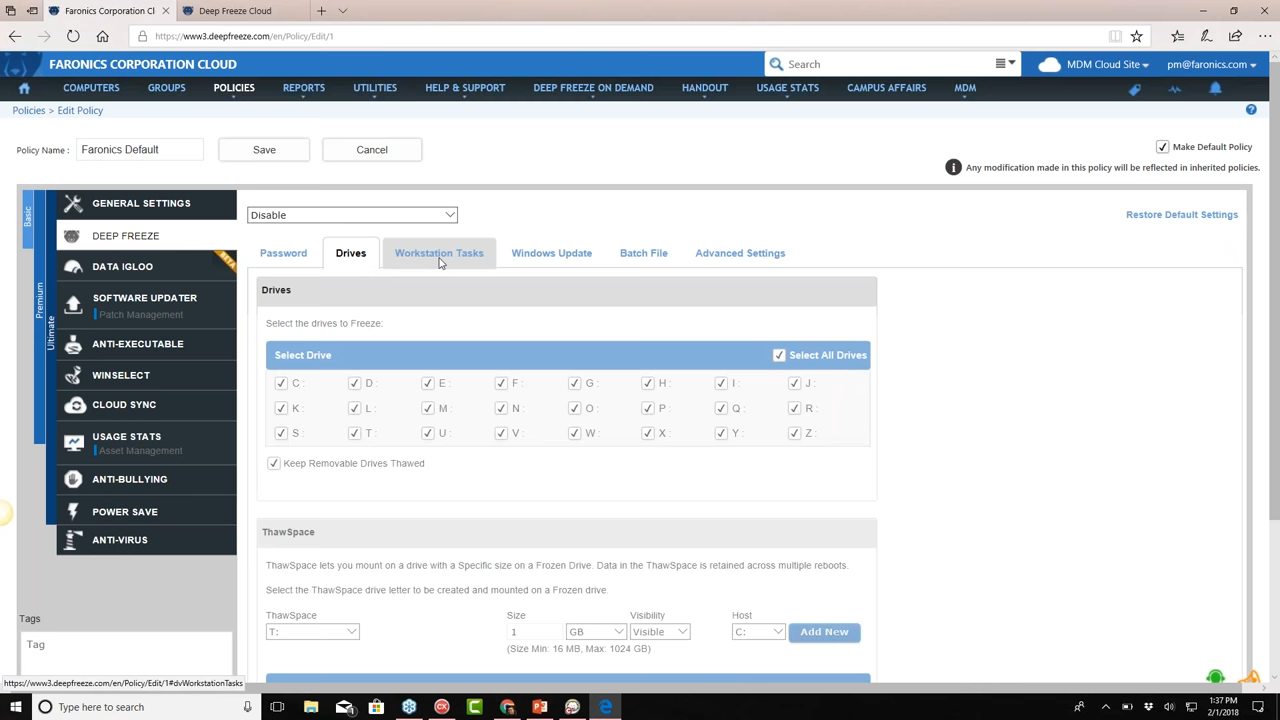 Faronics Corporation Cl
Deep Freeze Cloud
https://www3.deepfreeze.com/en/Policy/Edit/1
FARONICS CORPORATION CLOUD
Search
MDM Cloud Site
pm@faronics.com
COMPUTERS GROUPS POLICIES REPORTS UTILITIES HELP & SUPPORT DEEP FREEZE ON DEMAND HANDOUT USAGE STATS CAMPUS AFFAIRS MDM
Policies > Edit Policy
Policy Name : Faronics Default Save Cancel
Make Default Policy
Any modification made in this policy will be reflected in inherited policies.
Basic
Premium
Ultimate
GENERAL SETTINGS
DEEP FREEZE
DATA IGLOO
BETA
SOFTWARE UPDATER
Patch Management
ANTI-EXECUTABLE
WINSELECT
CLOUD SYNC
USAGE STATS
Asset Management
ANTI-BULLYING
POWER SAVE
ANTI-VIRUS
Tags
Tag
Disable
Restore Default Settings
Password Drives Workstation Tasks Windows Update Batch File Advanced Settings
Drives
Select the drives to Freeze:
Select Drive Select All Drives
C : D : E : F : G : H : I : J :
K : L : M : N : O : P : Q : R :
S : T : U : V : W : X : Y : Z :
Keep Removable Drives Thawed
ThawSpace
ThawSpace lets you mount on a drive with a Specific size on a Frozen Drive. Data in the ThawSpace is retained across multiple reboots.
Select the ThawSpace drive letter to be created and mounted on a Frozen drive.
ThawSpace Size Visibility Host
T: 1 GB Visible C: Add New
(Size Min: 16 MB, Max: 1024 GB)
https://www3.deepfreeze.com/en/Policy/Edit/1#dvWorkstationTasks
Type here to search
1:37 PM
2/1/2018